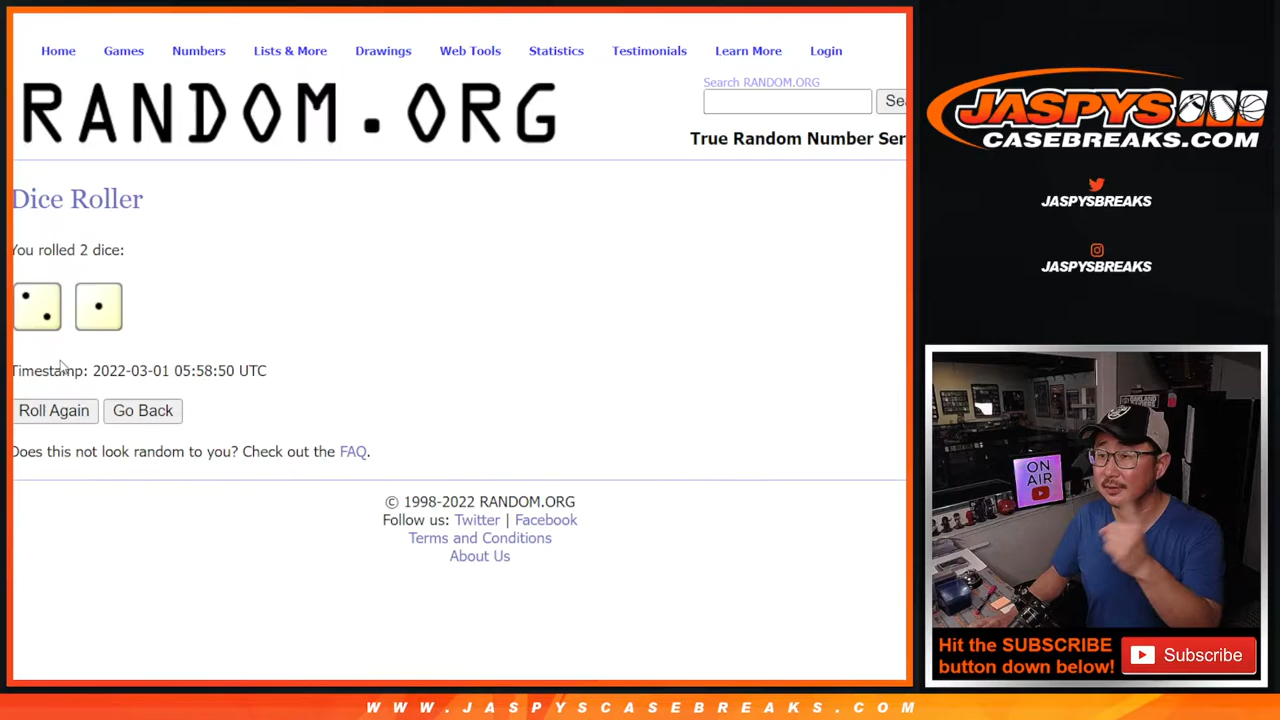 Home Games Numbers Lists & More Drawings Web Tools Statistics Testimonials Learn More Login
RANDOM.ORG
Search RANDOM.ORG
True Random Number Ser
Dice Roller
You rolled 2 dice:
Timestamp: 2022-03-01 05:58:50 UTC
Roll Again Go Back
Does this not look random to you? Check out the FAQ.
© 1998-2022 RANDOM.ORG
Follow us: Twitter | Facebook
Terms and Conditions
About Us
JASPYS
CASEBREAKS.COM
JASPYSBREAKS
JASPYSBREAKS
ON
AIR
Hit the SUBSCRIBE
button down below!
Subscribe
WWW.JASPYSCASEBREAKS.COM